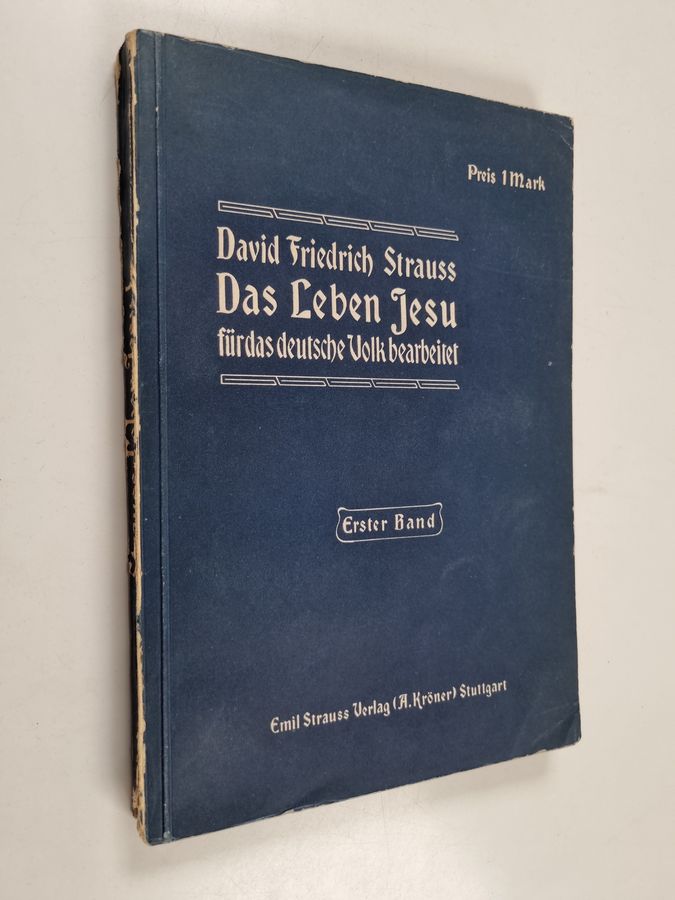 Preis 1 Mark
David Friedrich Strauss
Das Leben Jesu
für das deutsche Volk bearbeitet
Erster Band
Emil Strauss Verlag (A. Kröner) Stuttgart